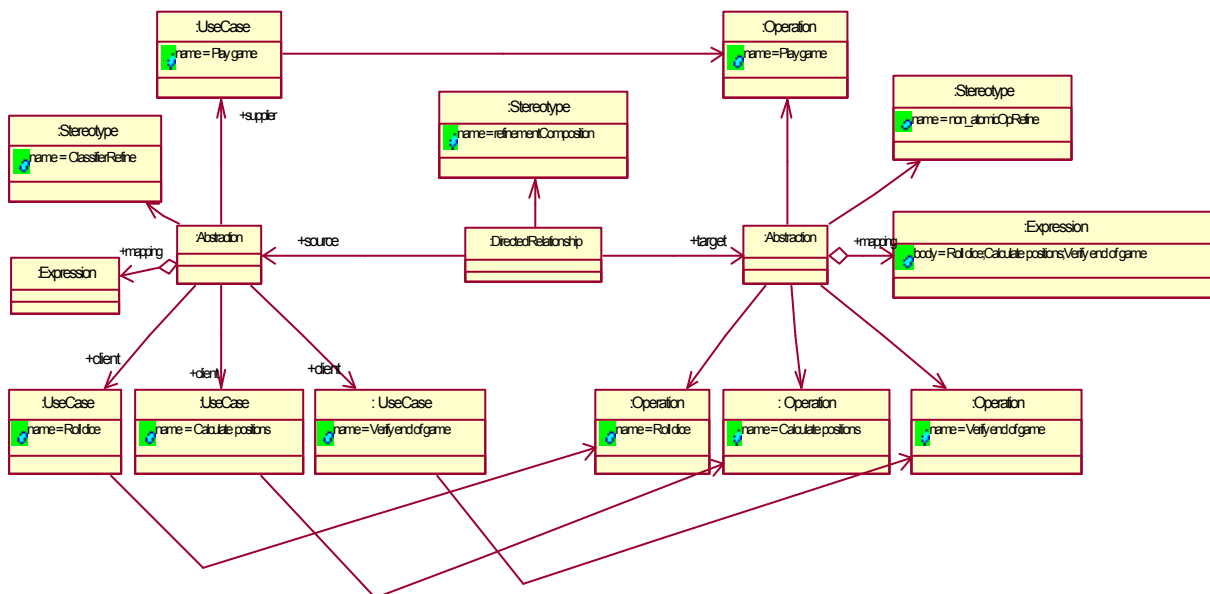 :UseCase
name = Play game
:Operation
name = Play game
:Stereotype
name = refinementComposition
:Stereotype
name = non_atomicOpRefine
:Stereotype
name = ClassifierRefine
+supplier
:Abstraction
+source
:DirectedRelationship
+target
:Abstraction
+mapping
:Expression
body = Roll dice;Calculate positions;Verify end of game
+mapping
:Expression
+client
+client
+client
:UseCase
name = Roll dice
:UseCase
name = Calculate positions
: UseCase
name = Verify end of game
:Operation
name = Roll dice
: Operation
name = Calculate positions
:Operation
name = Verify end of game